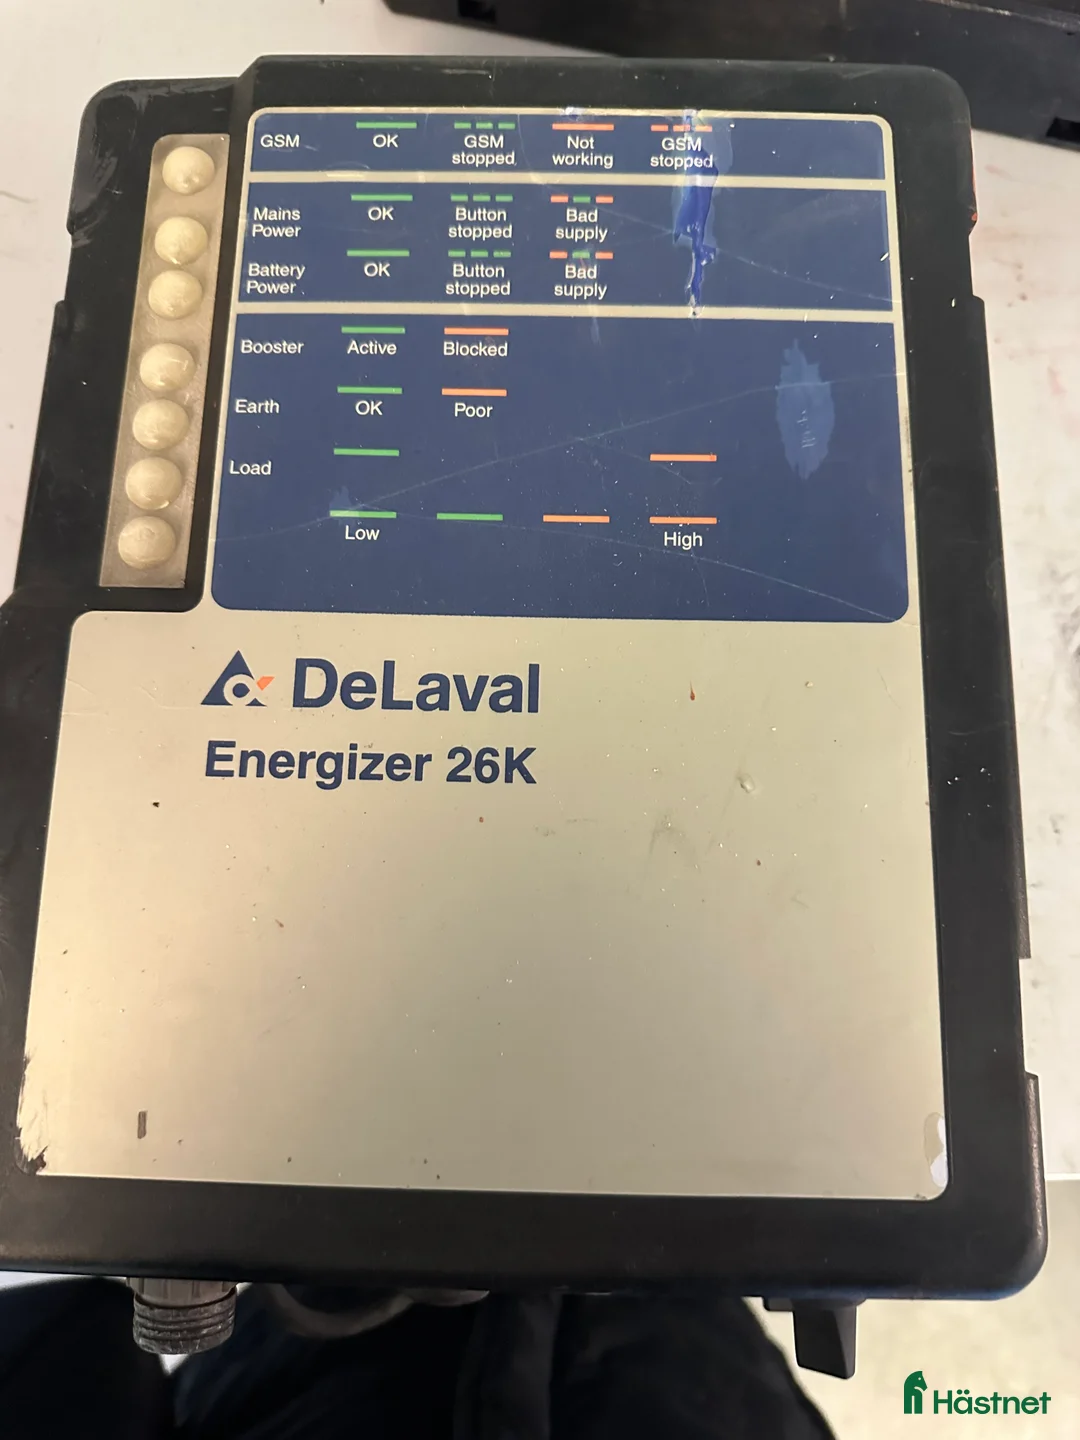 GSM OK GSM stopped Not working GSM stopped
Mains Power OK Button stopped Bad supply
Battery Power OK Button stopped Bad supply
Booster Active Blocked
Earth OK Poor
Load
Low High
DeLaval
Energizer 26K
Hästnet